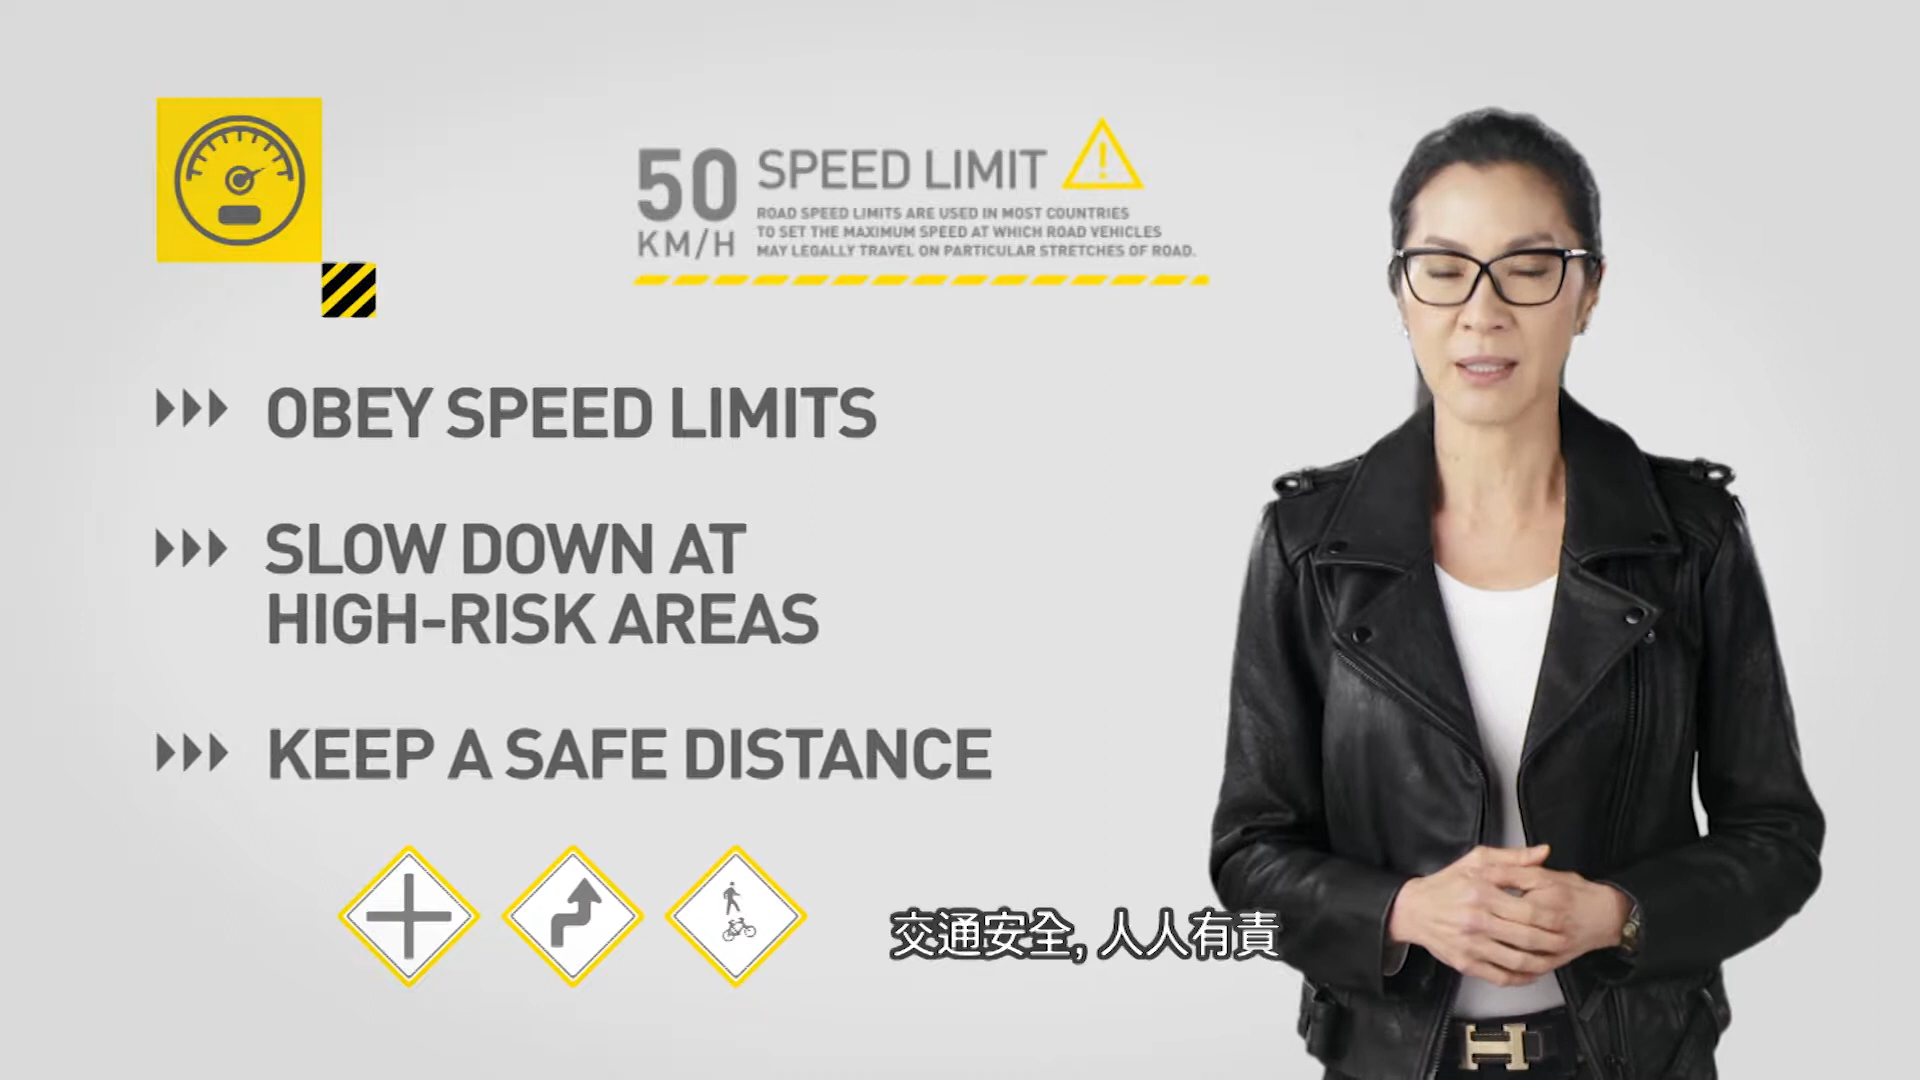 50
KM/H
SPEED LIMIT
ROAD SPEED LIMITS ARE USED IN MOST COUNTRIES
TO SET THE MAXIMUM SPEED AT WHICH ROAD VEHICLES
MAY LEGALLY TRAVEL ON PARTICULAR STRETCHES OF ROAD.
OBEY SPEED LIMITS
SLOW DOWN AT
HIGH-RISK AREAS
KEEP A SAFE DISTANCE
交通安全, 人人有責